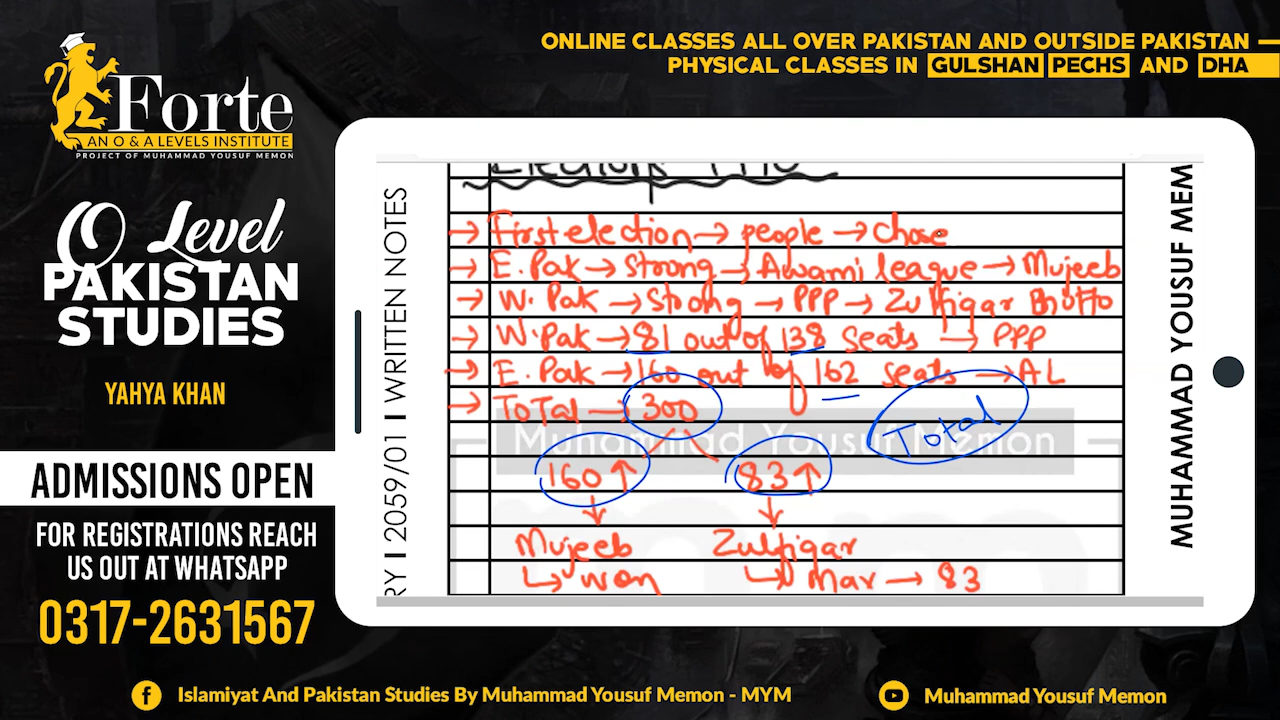 ONLINE CLASSES ALL OVER PAKISTAN AND OUTSIDE PAKISTAN
PHYSICAL CLASSES IN GULSHAN PECHS AND DHA
Forte
AN O & A LEVELS INSTITUTE
PROJECT OF MUHAMMAD YOUSUF MEMON
O Level
PAKISTAN
STUDIES
YAHYA KHAN
ADMISSIONS OPEN
FOR REGISTRATIONS REACH
US OUT AT WHATSAPP
0317-2631567
RY I 2059/01 I WRITTEN NOTES
→ First election → people → chose
→ E. Pak → Strong → Awami league → Mujeeb
→ W. Pak → Strong → PPP → Zulfiqar Bhutto
→ W. Pak → 81 out of 138 seats → PPP
→ E. Pak → 160 out of 162 seats → AL
→ ToTal → 300
Total
Muhammad Yousuf Memon
160↑ 83↑
Mujeeb Zulfiqar
↳ won ↳ Mar → 83
MUHAMMAD YOUSUF MEM
Islamiyat And Pakistan Studies By Muhammad Yousuf Memon - MYM
Muhammad Yousuf Memon